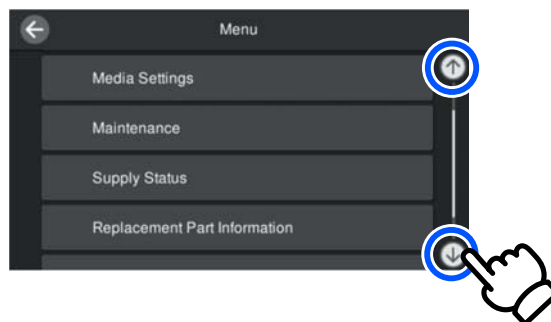 Menu
Media Settings
Maintenance
Supply Status
Replacement Part Information